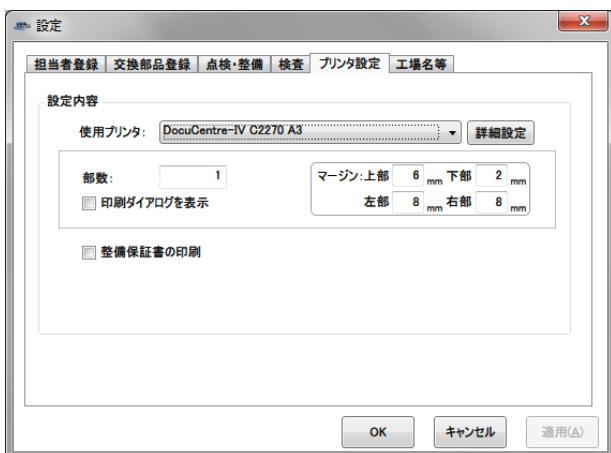 設定
担当者登録 交換部品登録 点検・整備 検査 プリンタ設定 工場名等
設定内容
使用プリンタ: DocuCentre-IV C2270 A3 詳細設定
部数: 1 マージン:上部 6 mm 下部 2 mm
印刷ダイアログを表示 左部 8 mm 右部 8 mm
整備保証書の印刷
OK キャンセル 適用(A)